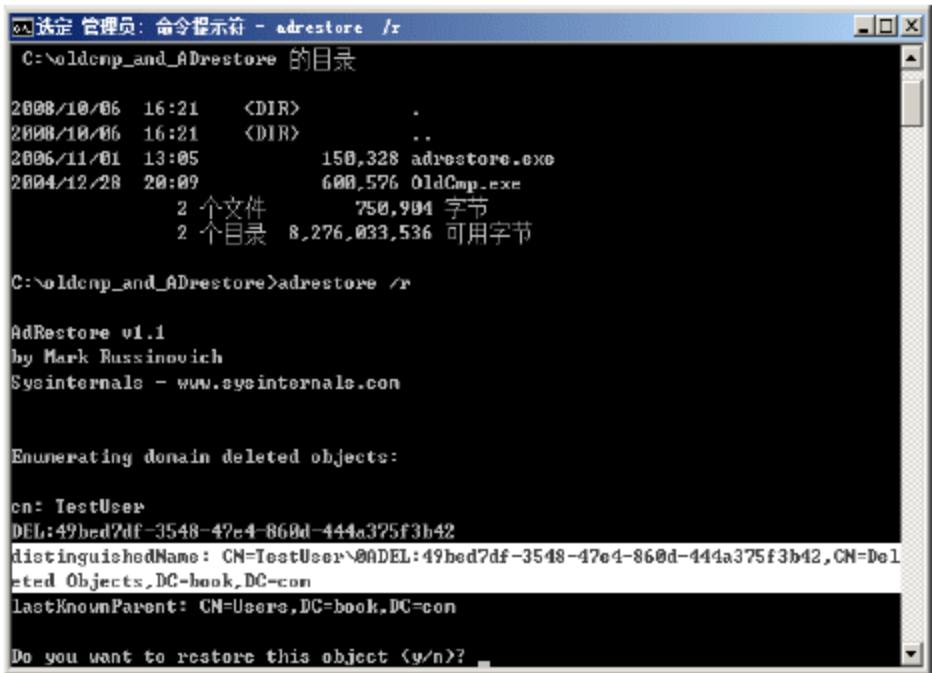 选定 管理员: 命令提示符 - adrestore /r
C:\oldcmp_and_ADrestore 的目录
2008/10/06 16:21 <DIR> .
2008/10/06 16:21 <DIR> ..
2006/11/01 13:05 150,328 adrestore.exe
2004/12/28 20:09 600,576 OldCmp.exe
2 个文件 750,904 字节
2 个目录 8,276,033,536 可用字节
C:\oldcmp_and_ADrestore>adrestore /r
AdRestore v1.1
by Mark Russinovich
Sysinternals - www.sysinternals.com
Enumerating domain deleted objects:
cn: TestUser
DEL:49bed7df-3548-47e4-860d-444a375f3b42
distinguishedName: CN=TestUser\0ADEL:49bed7df-3548-47e4-860d-444a375f3b42,CN=Del
eted Objects,DC=book,DC=com
lastKnownParent: CN=Users,DC=book,DC=com
Do you want to restore this object (y/n)? _